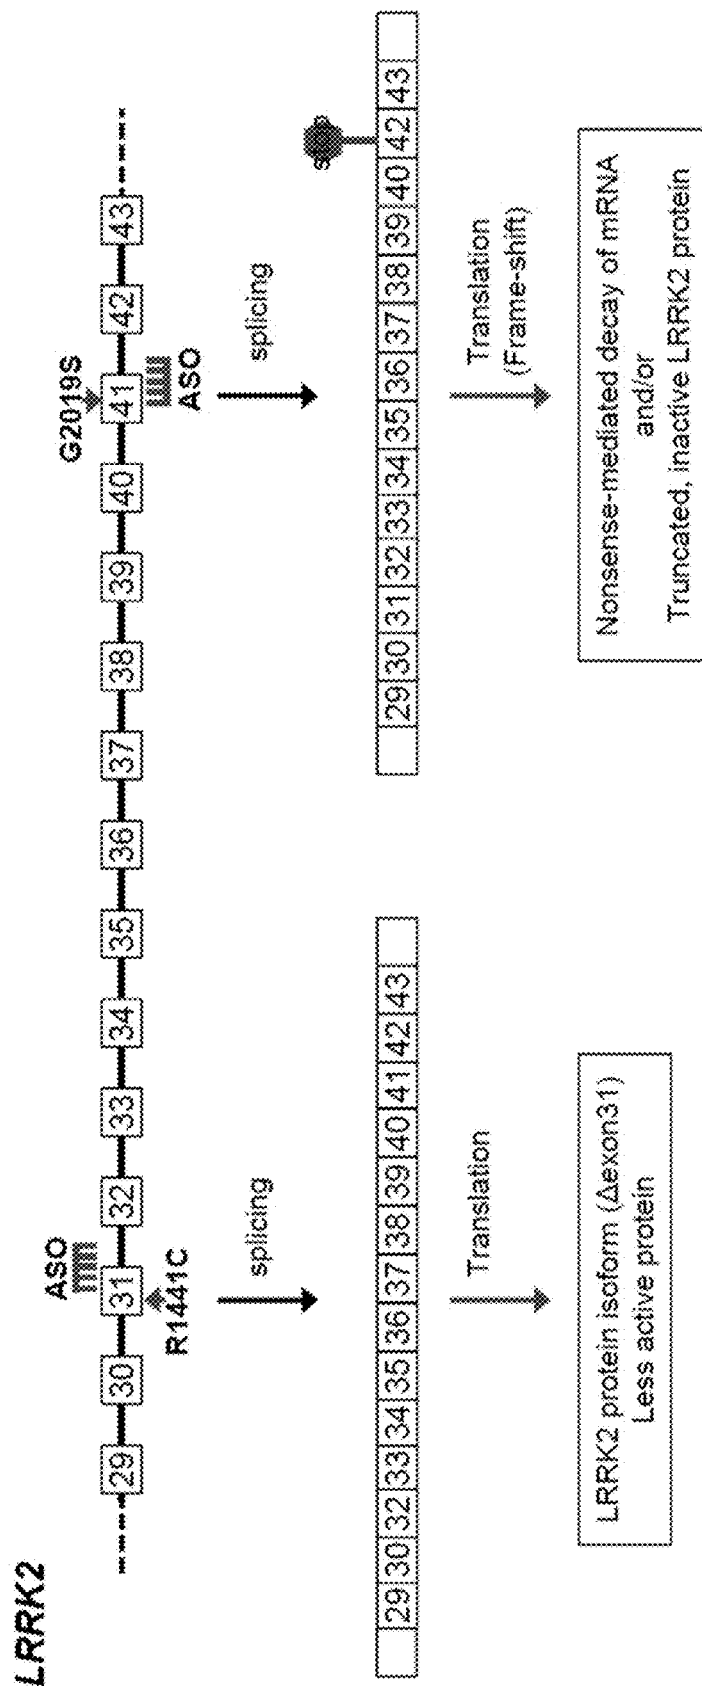 LRRK2
ASO
G2019S
29 30 31 32 33 34 35 36 37 38 39 40 41 42 43
R1441C
ASO
splicing
splicing
29 30 32 33 34 35 36 37 38 39 40 41 42 43
29 30 31 32 33 34 35 36 37 38 39 40 42 43
Translation
Translation
(Frame-shift)
LRRK2 protein isoform (Δexon31)
Less active protein
Nonsense-mediated decay of mRNA
and/or
Truncated, inactive LRRK2 protein